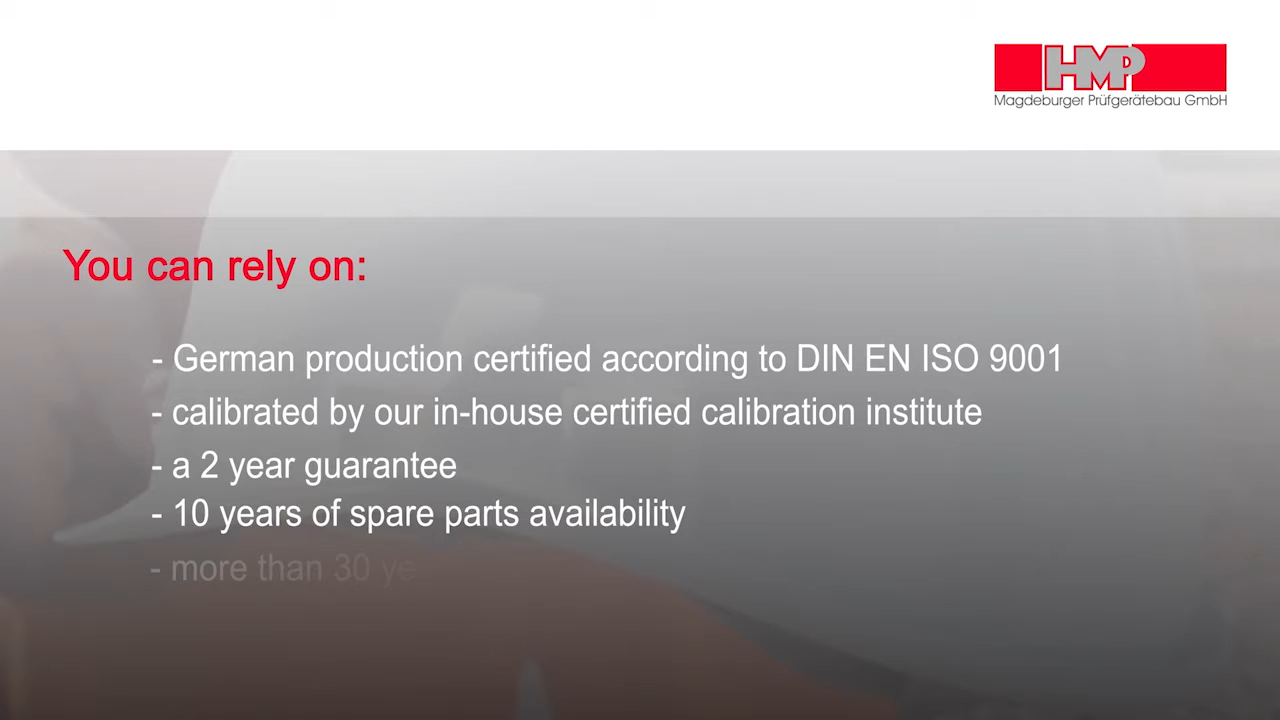 HMP
Magdeburger Prüfgerätebau GmbH
You can rely on:
- German production certified according to DIN EN ISO 9001
- calibrated by our in-house certified calibration institute
- a 2 year guarantee
- 10 years of spare parts availability
- more than 30 ye